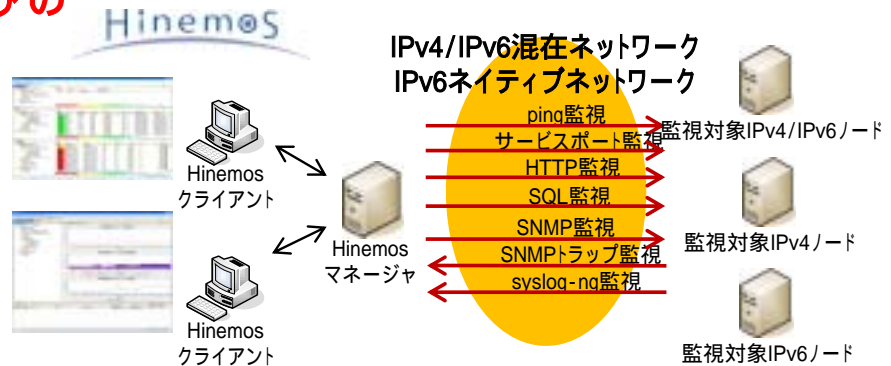 びの
Hinemos
IPv4/IPv6混在ネットワーク
IPv6ネイティブネットワーク
ping監視
サービスポート監視
HTTP監視
SQL監視
SNMP監視
SNMPトラップ監視
syslog-ng監視
Hinemos
クライアント
Hinemos
クライアント
Hinemos
マネージャ
監視対象IPv4/IPv6ノード
監視対象IPv4ノード
監視対象IPv6ノード